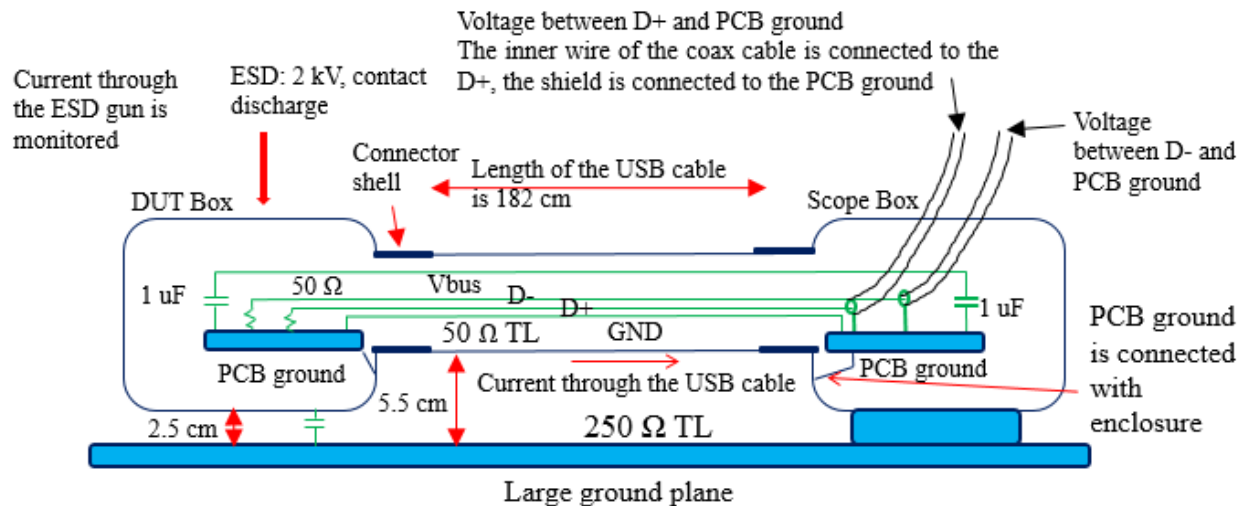 Voltage between D+ and PCB ground
The inner wire of the coax cable is connected to the
D+, the shield is connected to the PCB ground
Current through
the ESD gun is
monitored
ESD: 2 kV, contact
discharge
Voltage
between D- and
PCB ground
Connector
shell
Length of the USB cable
is 182 cm
DUT Box
Scope Box
1 uF
50 Ω
Vbus
D-
D+
1 uF
50 Ω TL
GND
PCB ground
PCB ground
Current through the USB cable
PCB ground
is connected
with
enclosure
5.5 cm
2.5 cm
250 Ω TL
Large ground plane